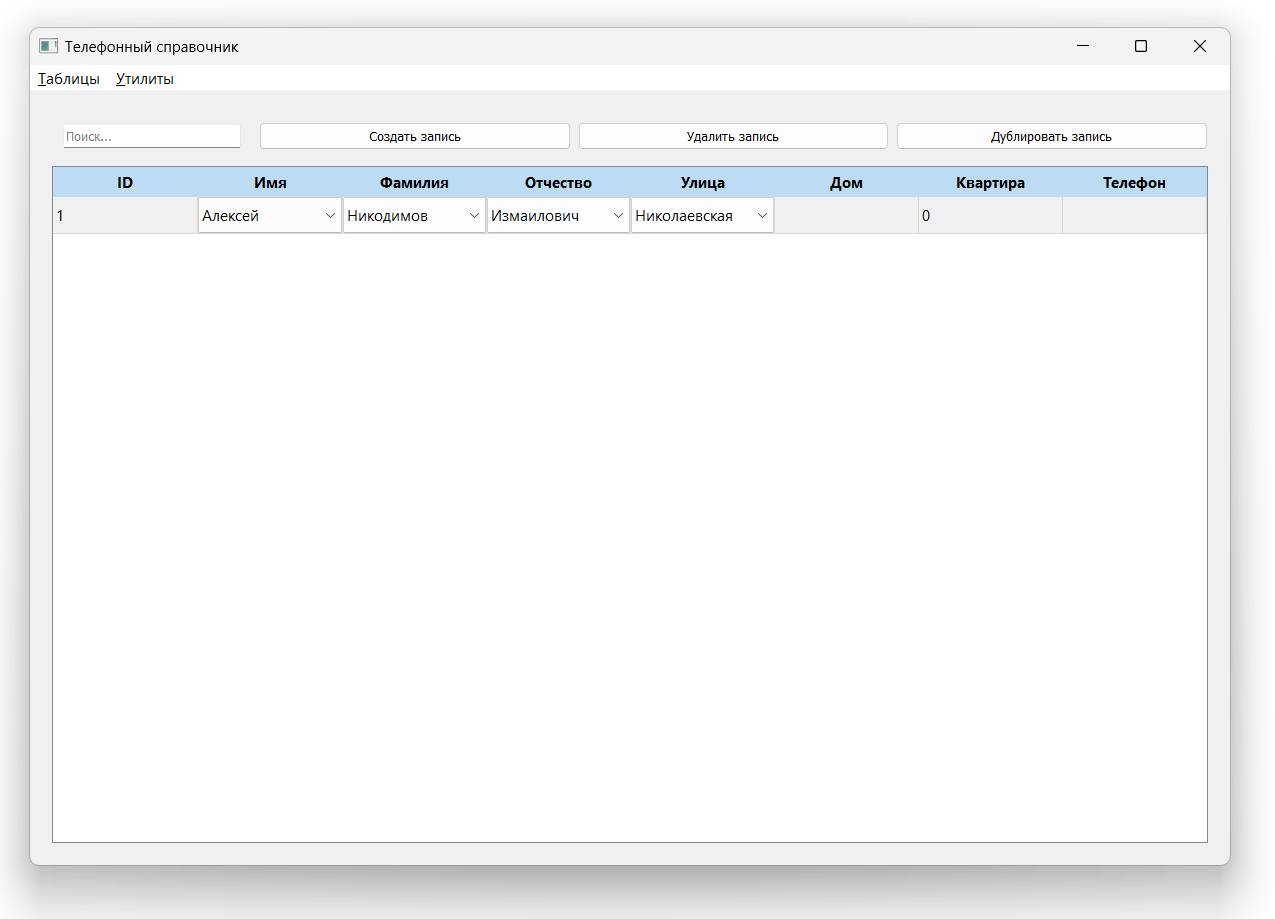 Телефонный справочник
Таблицы Утилиты
Поиск... Создать запись Удалить запись Дублировать запись
ID Имя Фамилия Отчество Улица Дом Квартира Телефон
1 Алексей Никодимов Измаилович Николаевская 0